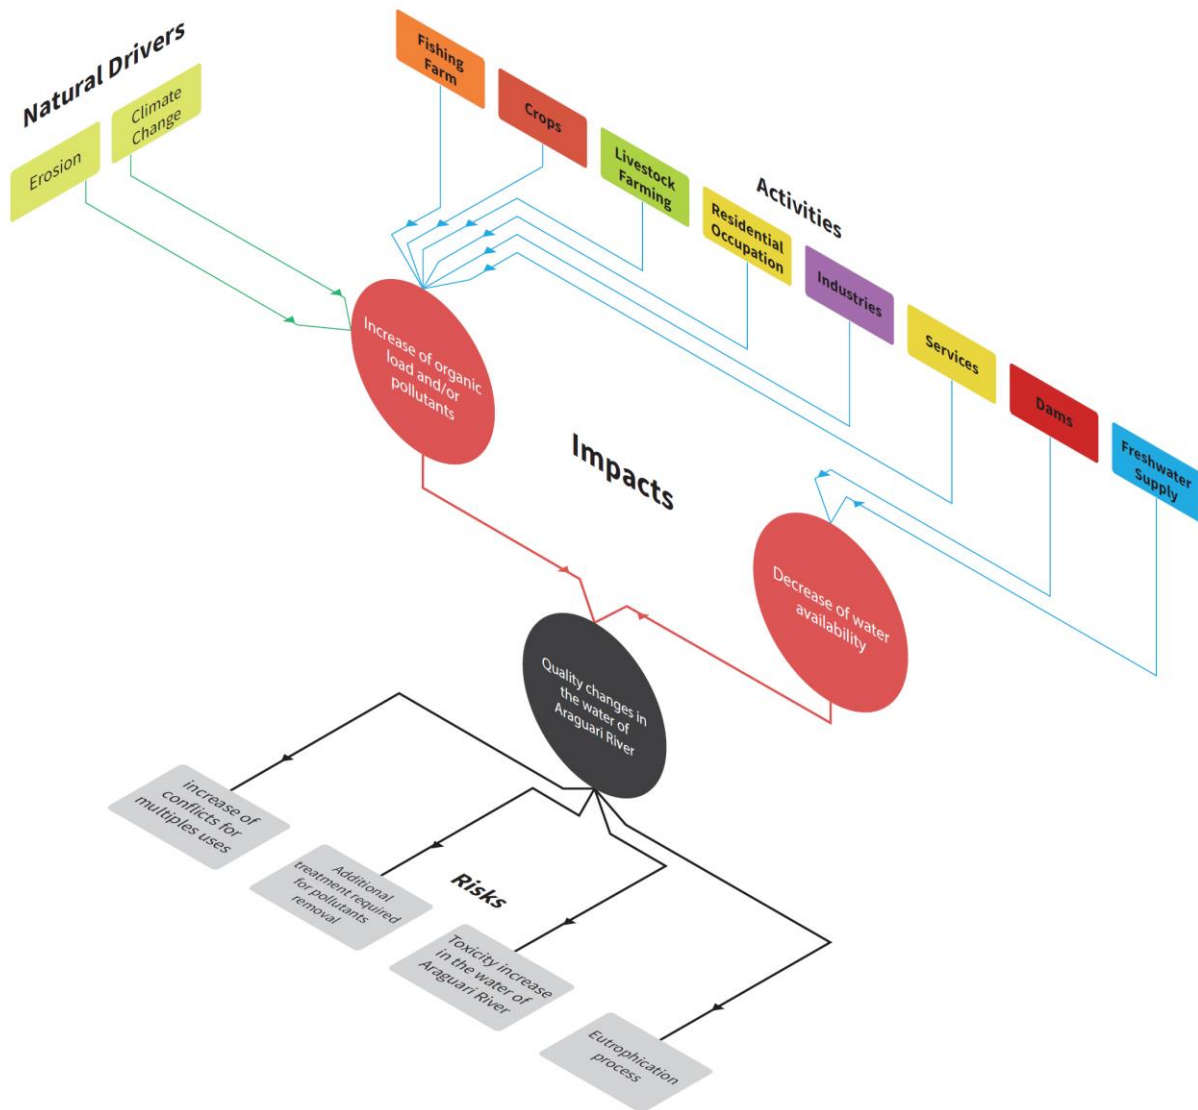 Natural Drivers
Erosion
Climate
Change
Fishing
Farm
Crops
Livestock
Farming
Activities
Residential
Occupation
Industries
Services
Dams
Freshwater
Supply
Increase of organic
load and/or
pollutants
Impacts
Decrease of water
availability
Quality changes in
the water of
Araguari River
increase of
conflicts for
multiples uses
Additional
treatment required
for pollutants
removal
Risks
Toxicity increase
in the water of
Araguari River
Eutrophication
process